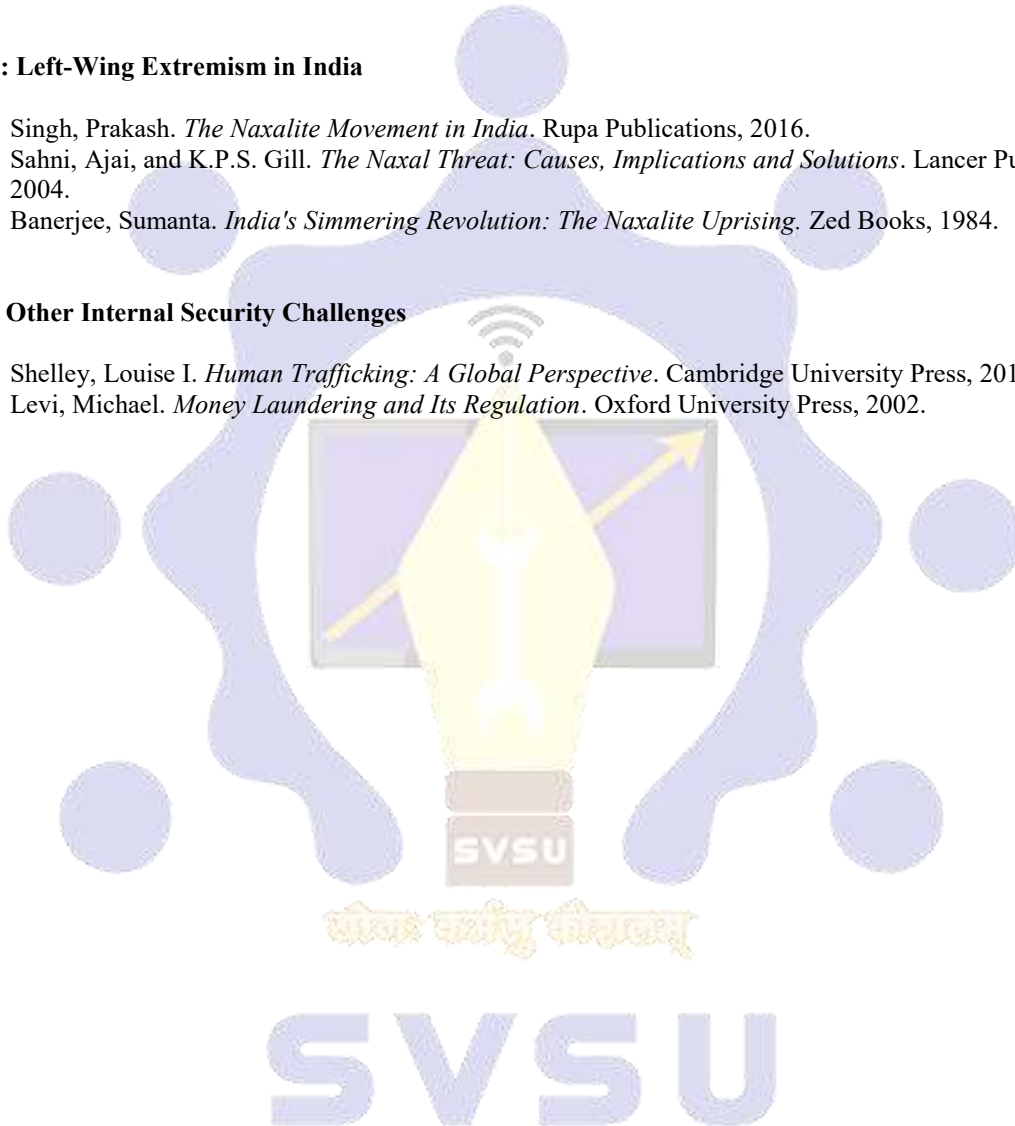 : Left-Wing Extremism in India
Singh, Prakash. The Naxalite Movement in India. Rupa Publications, 2016.
Sahni, Ajai, and K.P.S. Gill. The Naxal Threat: Causes, Implications and Solutions. Lancer Pu
2004.
Banerjee, Sumanta. India's Simmering Revolution: The Naxalite Uprising. Zed Books, 1984.
Other Internal Security Challenges
Shelley, Louise I. Human Trafficking: A Global Perspective. Cambridge University Press, 201
Levi, Michael. Money Laundering and Its Regulation. Oxford University Press, 2002.
SVSU
योगः कर्मसु कौशलम्
SVSU